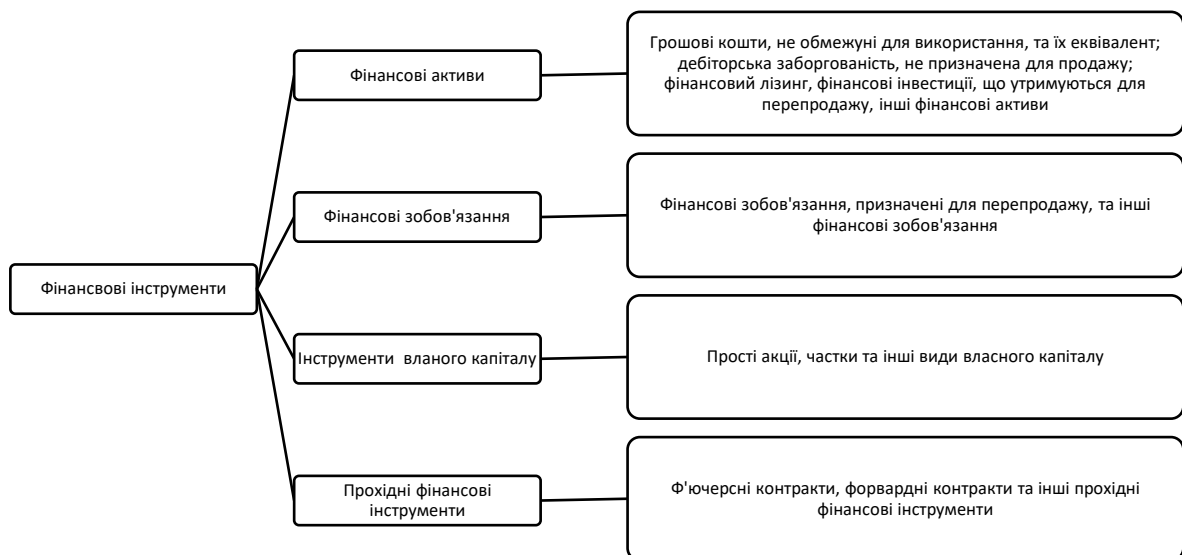 Фінансвові інструменти
Фінансові активи
Грошові кошти, не обмежуні для використання, та їх еквівалент;
дебіторська заборгованість, не призначена для продажу;
фінансовий лізинг, фінансові інвестиції, що утримуються для
перепродажу, інші фінансові активи
Фінансові зобов'язання
Фінансові зобов'язання, призначені для перепродажу, та інші
фінансові зобов'язання
Інструменти  вланого капіталу
Прості акції, частки та інші види власного капіталу
Прохідні фінансові
інструменти
Ф'ючерсні контракти, форвардні контракти та інші прохідні
фінансові інструменти